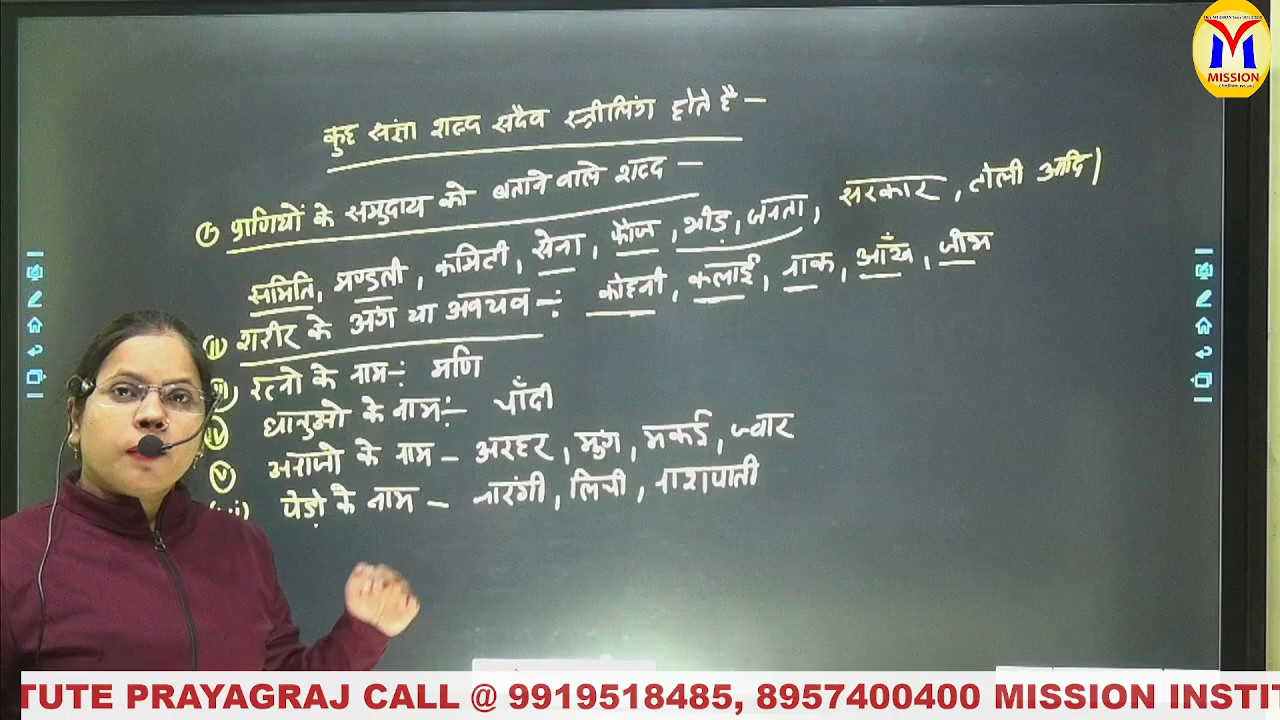 कुछ संज्ञा शब्द सदैव स्त्रीलिंग होते है -
i) प्राणियों के समुदाय को बताने वाले शब्द -
समिति, मण्डली, कमिटी, सेना, फौज, भीड़, जनता, सरकार, टोली आदि।
ii) शरीर के अंग या अवयव -: कोहनी, कलाई, नाक, आँख, जीभ
iii) रत्नो के नाम -: मणि
iv) धातुओ के नाम :- चाँदी
v) अनाजो के नाम - अरहर, मुंग, मकई, ज्वार
vi) पेड़ो के नाम - नारंगी, लिची, नाशपाती
MISSION
TUTE PRAYAGRAJ CALL @ 9919518485, 8957400400 MISSION INSTIT